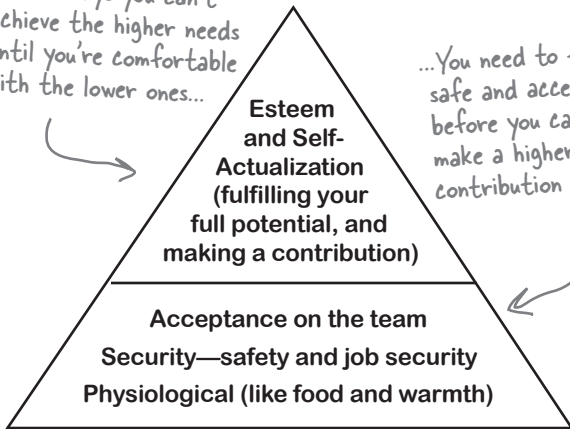 you can't
achieve the higher needs
until you're comfortable
with the lower ones...
...You need to
safe and
before you
make a higher
contribution
Esteem
and Self-
Actualization
(fulfilling your
full potential, and
making a contribution)
Acceptance on the team
Security—safety and job security
Physiological (like food and warmth)